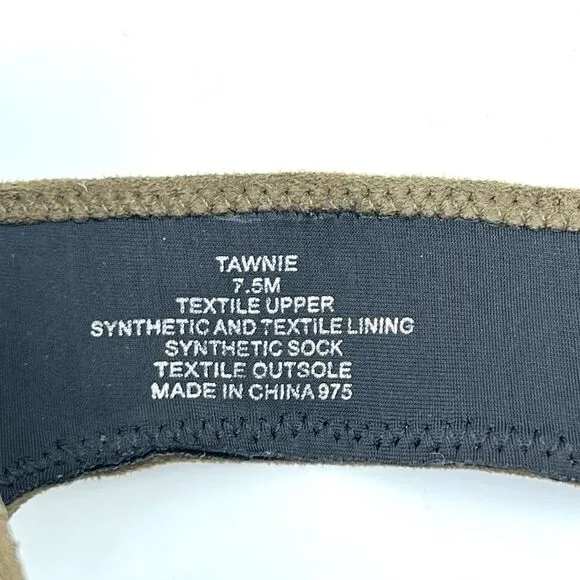 TAWNIE
7.5M
TEXTILE UPPER
SYNTHETIC AND TEXTILE LINING
SYNTHETIC SOCK
TEXTILE OUTSOLE
MADE IN CHINA 975